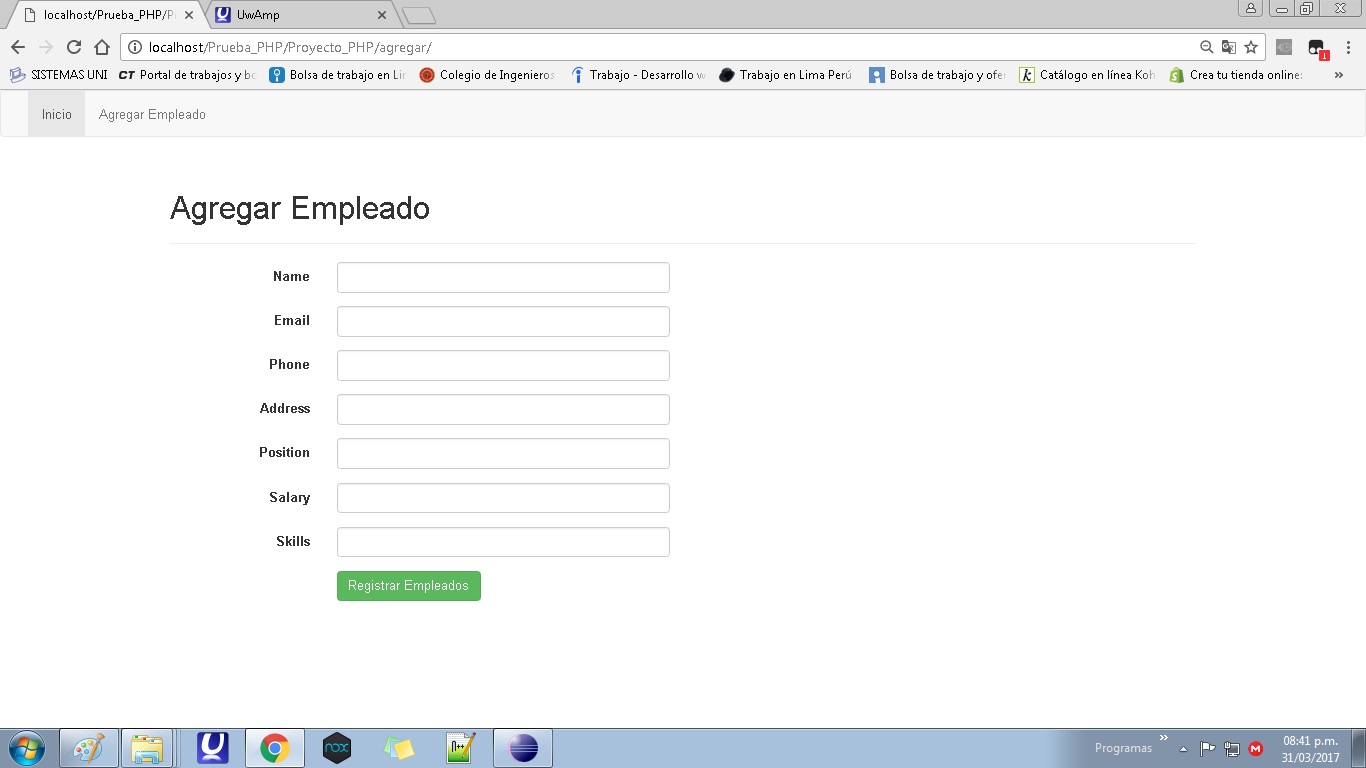 localhost/Prueba_PHP/P
UwAmp
localhost/Prueba_PHP/Proyecto_PHP/agregar/
1
SISTEMAS UNI
CT Portal de trabajos y bo
Bolsa de trabajo en Li
Colegio de Ingenieros
Trabajo - Desarrollo w
Trabajo en Lima Perú
Bolsa de trabajo y ofe
k Catálogo en línea Koh
Crea tu tienda online:
»
Inicio
Agregar Empleado
Agregar Empleado
Name
Email
Phone
Address
Position
Salary
Skills
Registrar Empleados
nox
Programas
»
08:41 p.m.
31/03/2017